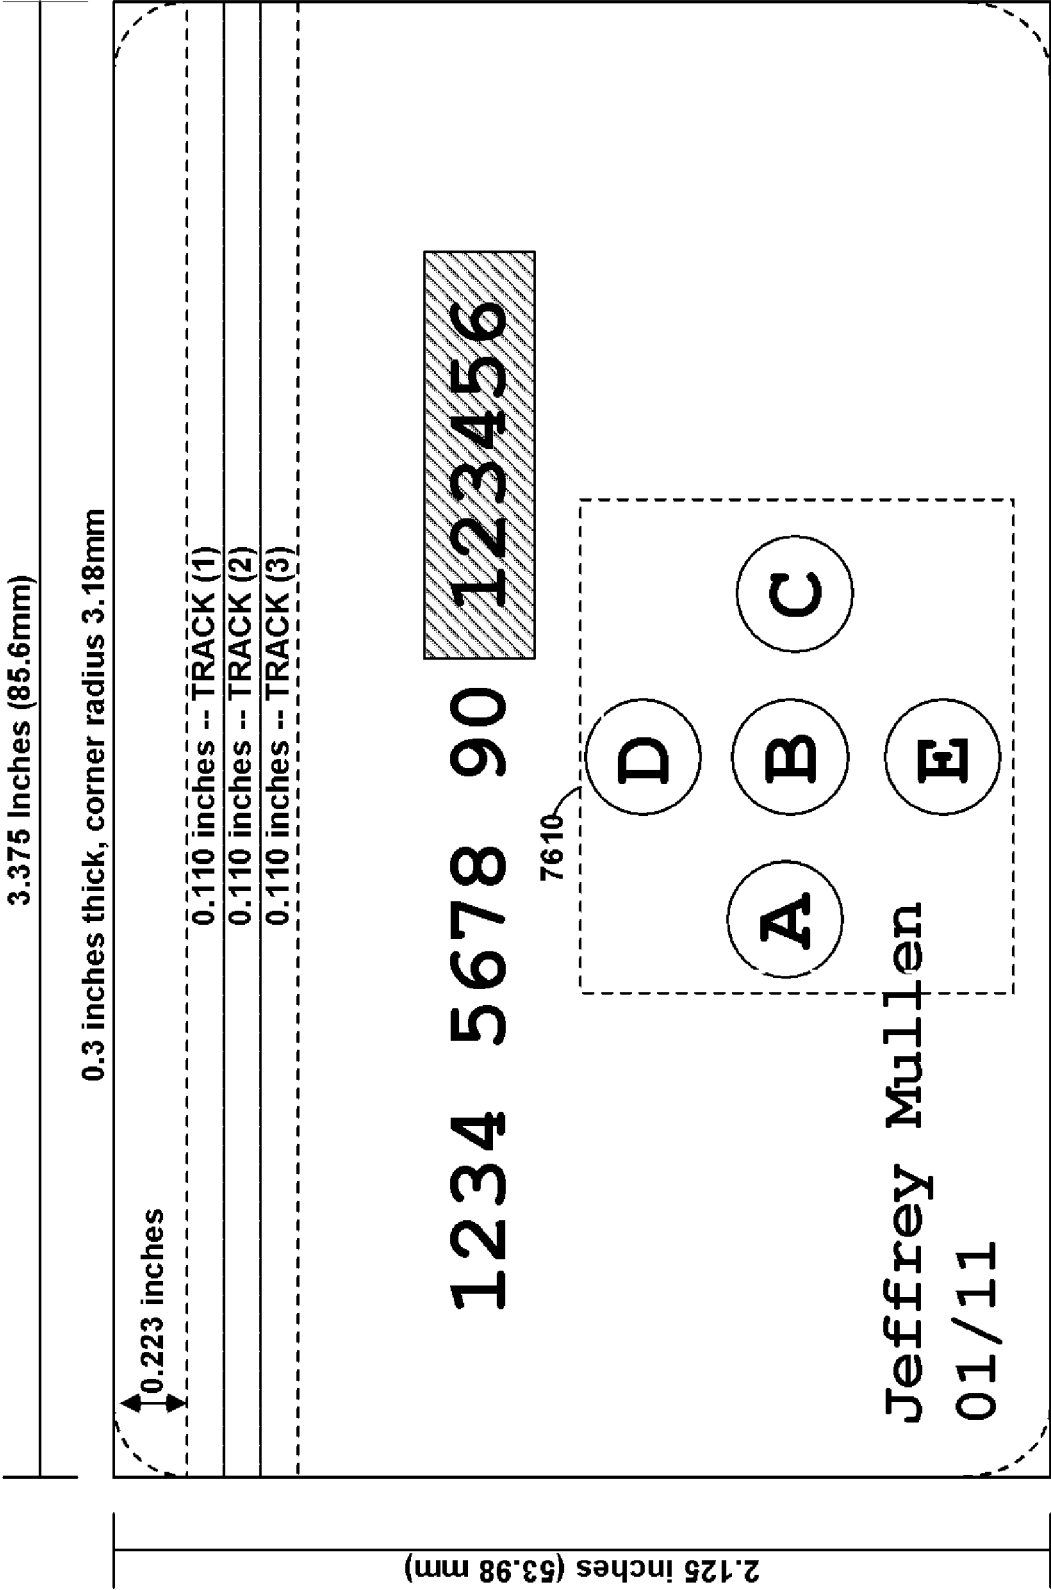 3.375 Inches (85.6mm)
0.3 inches thick, corner radius 3.18mm
0.223 inches
0.110 inches -- TRACK (1)
0.110 inches -- TRACK (2)
0.110 inches -- TRACK (3)
1234 5678 90 123456
7610
D
A B C
E
Jeffrey Mullen
01/11
2.125 inches (53.98 mm)